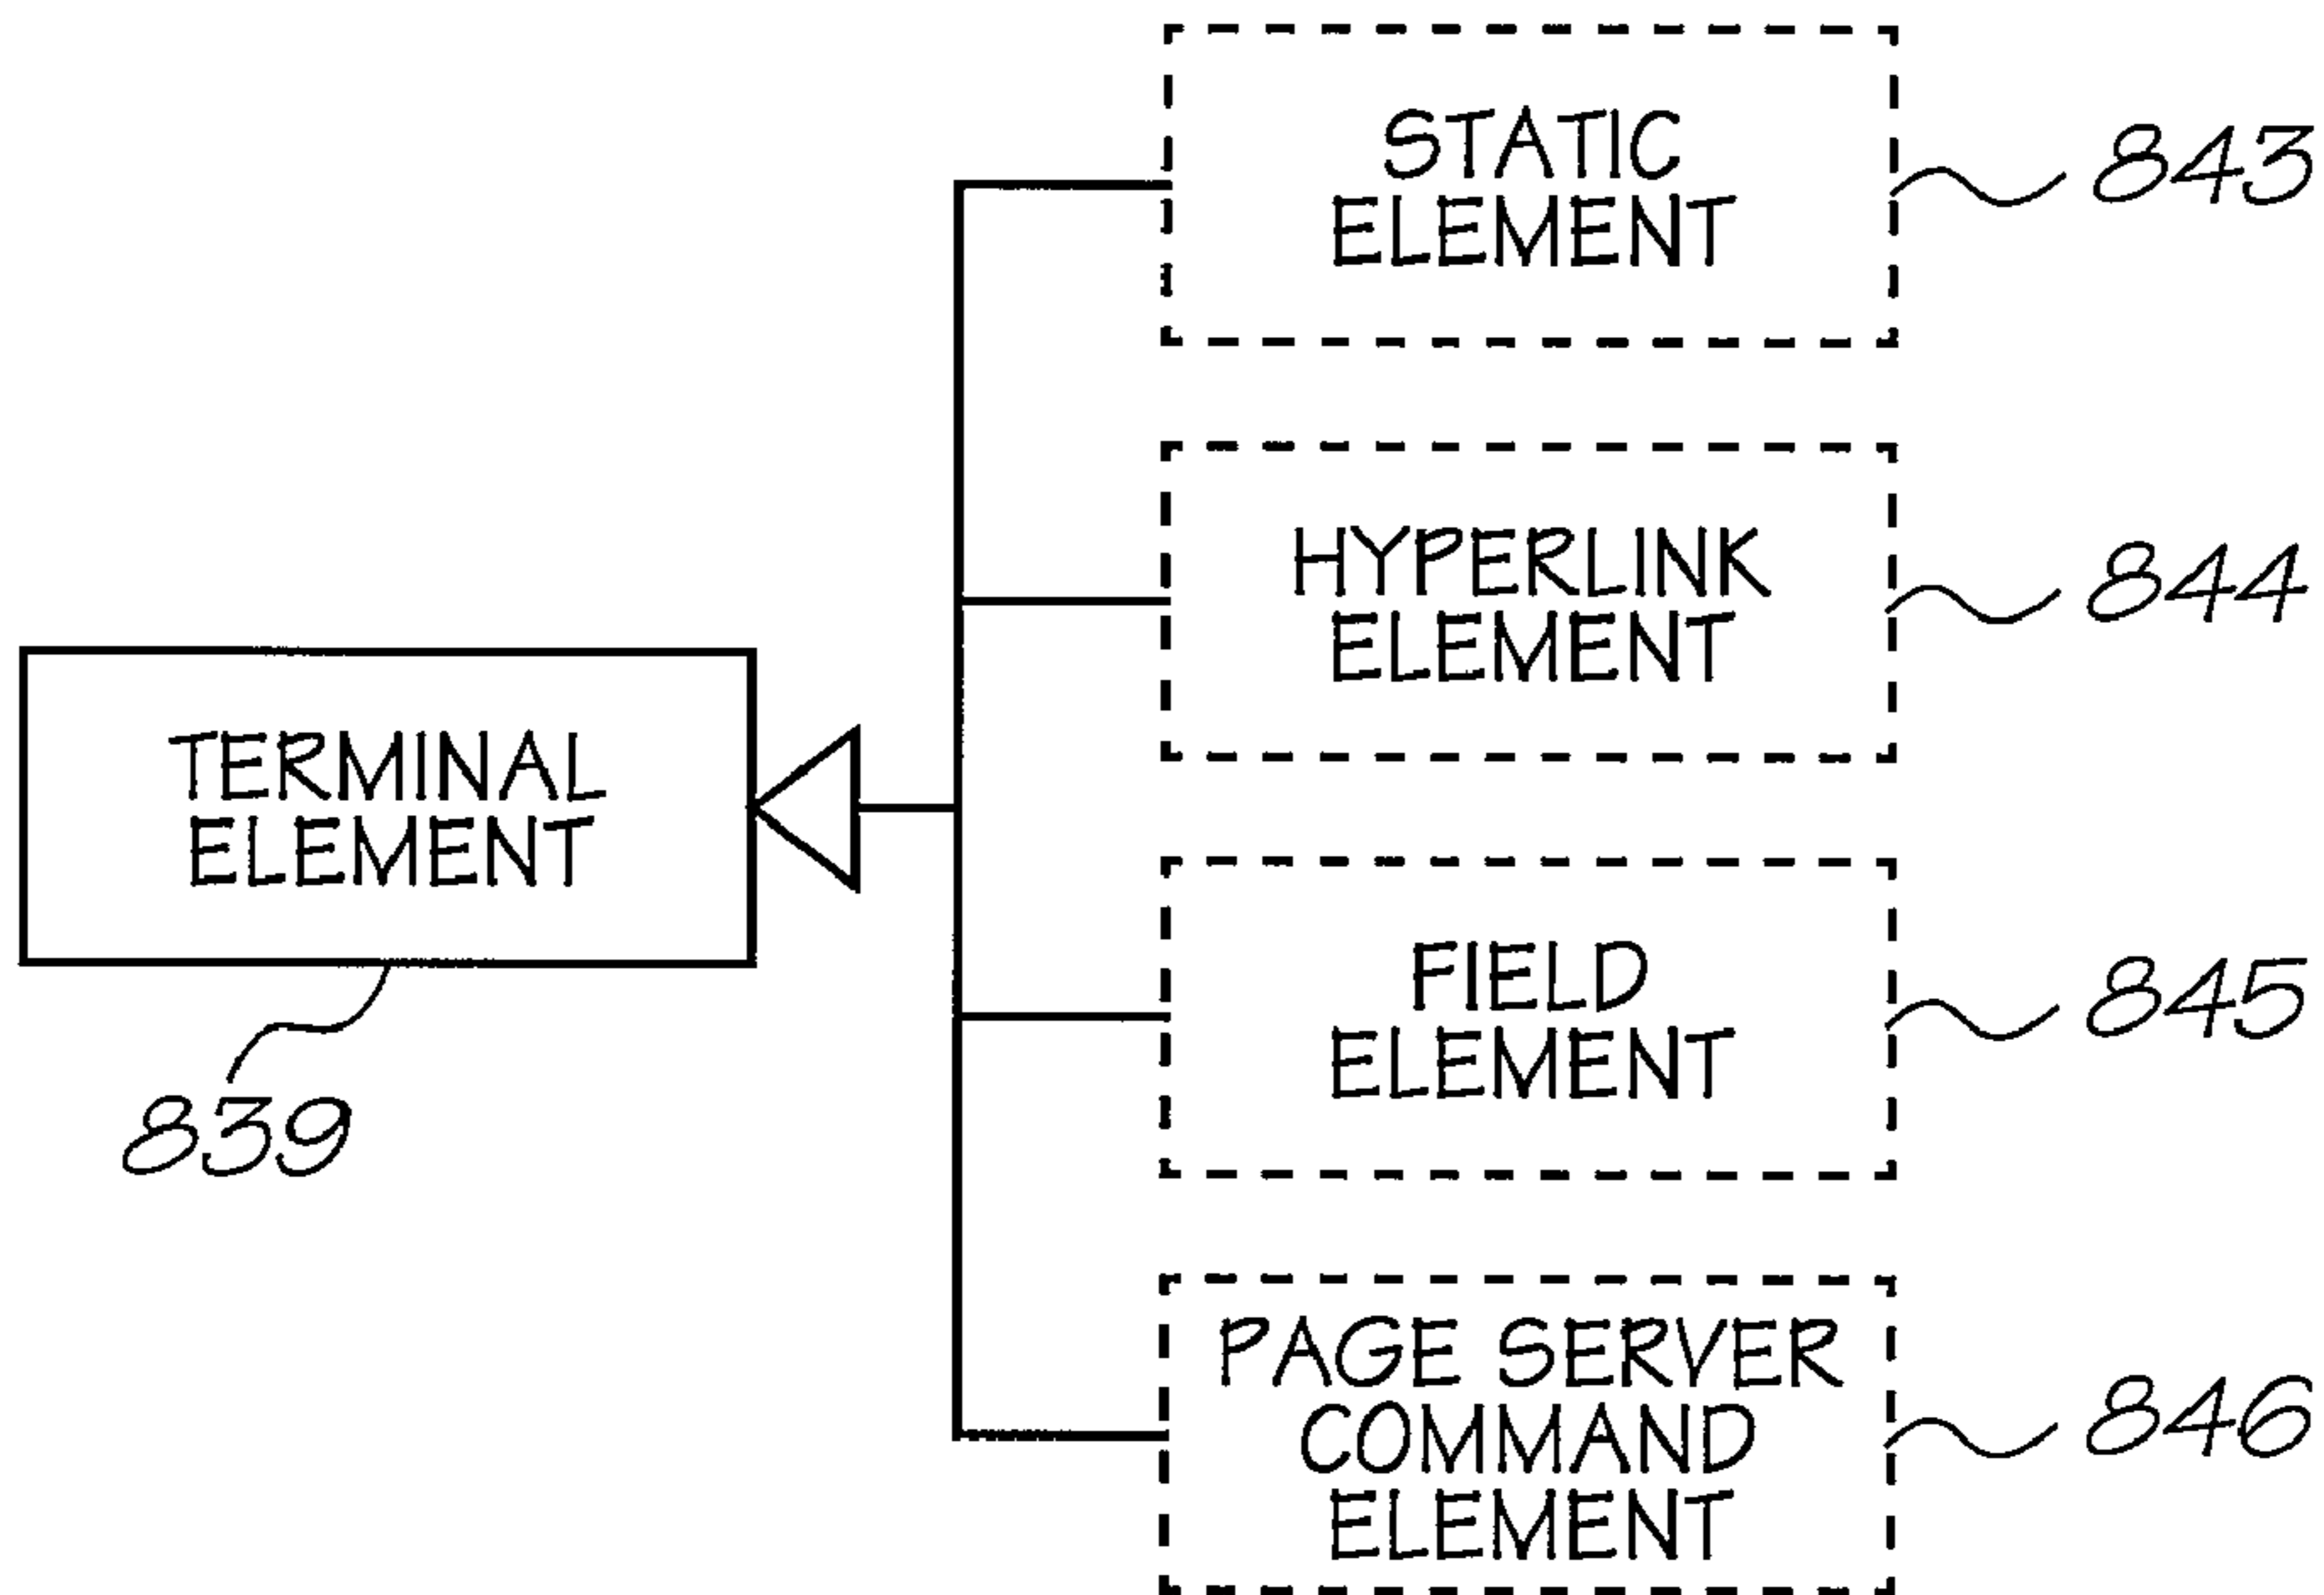 STATIC
ELEMENT
843
HYPERLINK
ELEMENT
844
TERMINAL
ELEMENT
839
FIELD
ELEMENT
845
PAGE SERVER
COMMAND
ELEMENT
846